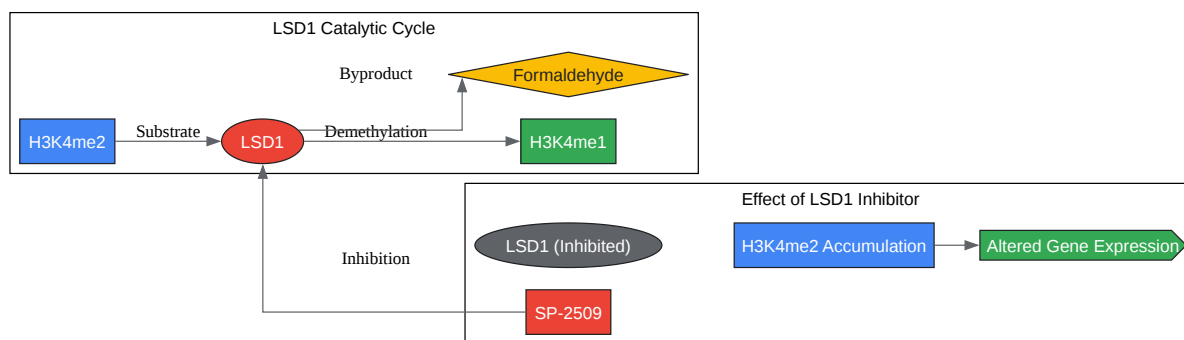 LSD1 Catalytic Cycle
Byproduct
Formaldehyde
H3K4me2
Substrate
LSD1
Demethylation
H3K4me1
Effect of LSD1 Inhibitor
LSD1 (Inhibited)
H3K4me2 Accumulation
Altered Gene Expression
Inhibition
SP-2509